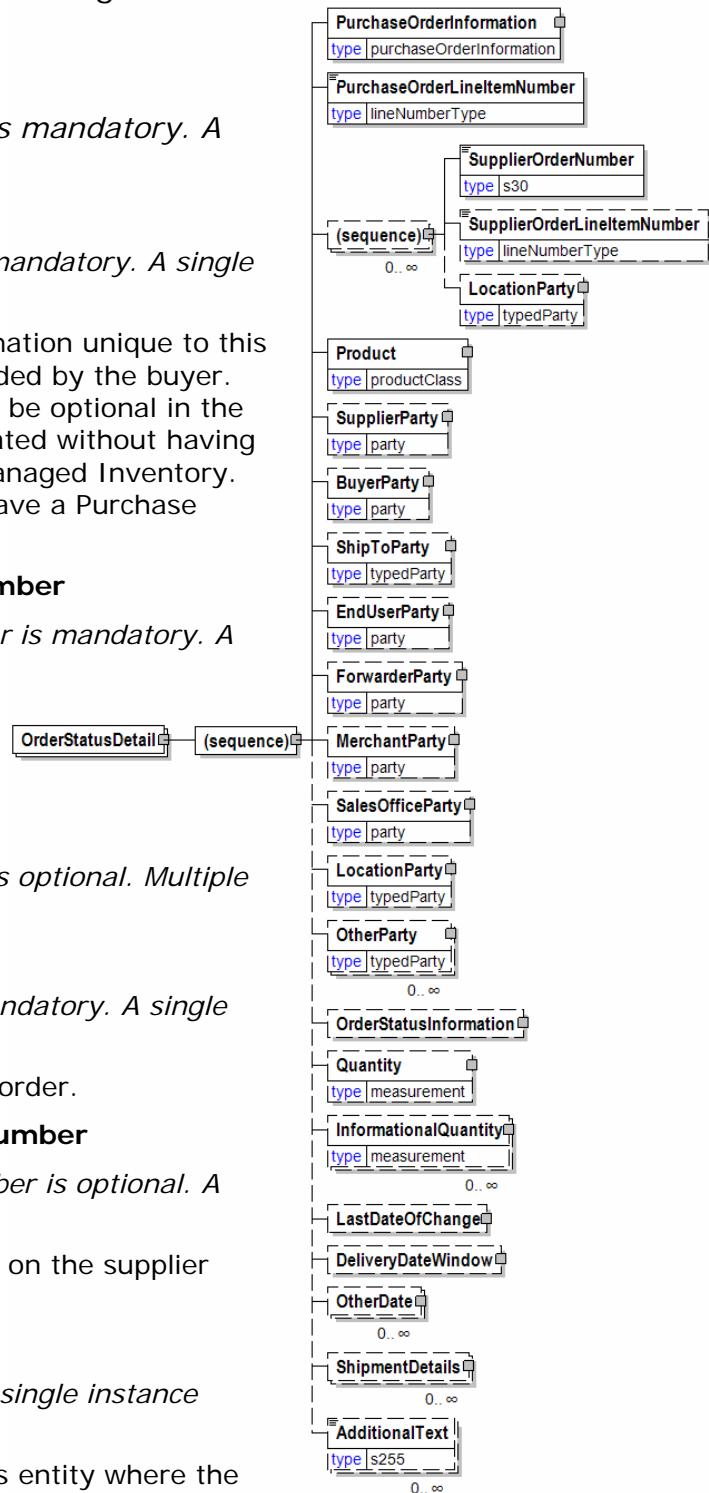 s mandatory. A
nandatory. A single
nation unique to this
ded by the buyer.
be optional in the
ated without having
anaged Inventory.
ave a Purchase
mber
r is mandatory. A
s optional. Multiple
ndatory. A single
order.
umber
ber is optional. A
on the supplier
single instance
s entity where the
OrderStatusDetail
(sequence)
PurchaseOrderInformation
type purchaseOrderInformation
PurchaseOrderLineItemNumber
type lineNumberType
(sequence)
0.. ∞
SupplierOrderNumber
type s30
SupplierOrderLineItemNumber
type lineNumberType
LocationParty
type typedParty
Product
type productClass
SupplierParty
type party
BuyerParty
type party
ShipToParty
type typedParty
EndUserParty
type party
ForwarderParty
type party
MerchantParty
type party
SalesOfficeParty
type party
LocationParty
type typedParty
OtherParty
type typedParty
0.. ∞
OrderStatusInformation
Quantity
type measurement
InformationalQuantity
type measurement
0.. ∞
LastDateOfChange
DeliveryDateWindow
OtherDate
0.. ∞
ShipmentDetails
0.. ∞
AdditionalText
type s255
0.. ∞